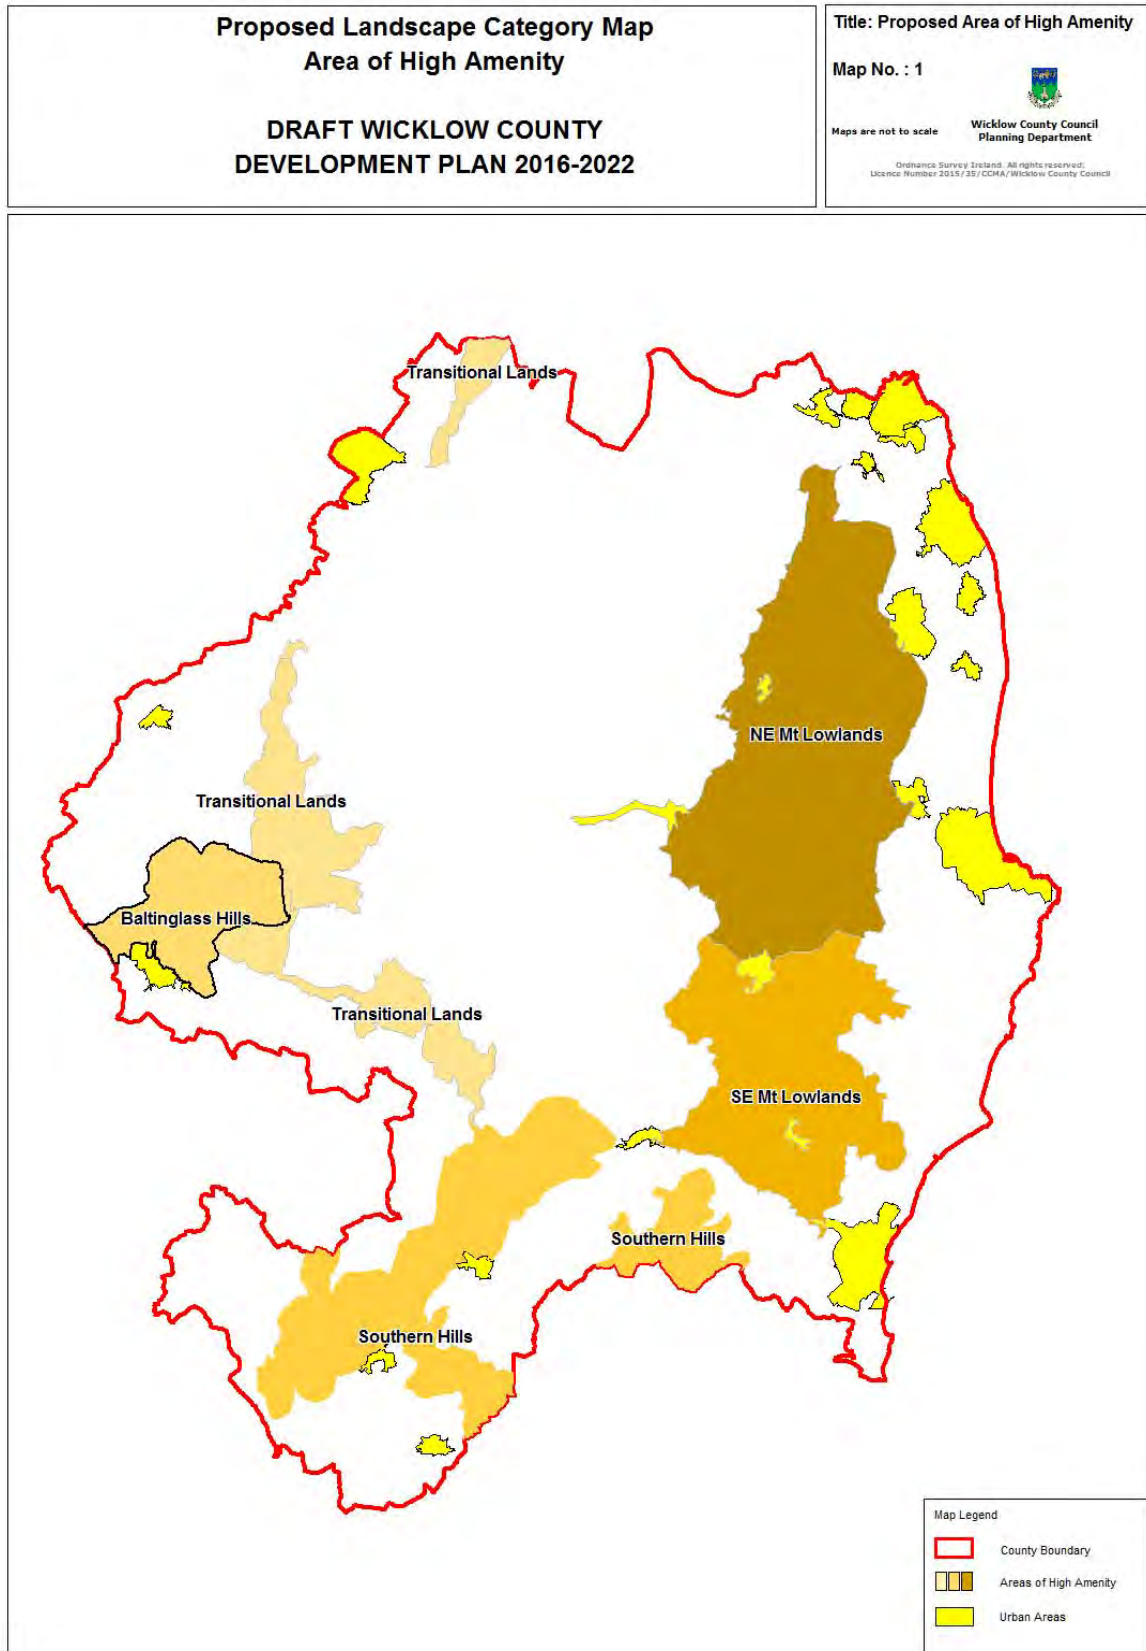 Proposed Landscape Category Map
Area of High Amenity
DRAFT WICKLOW COUNTY
DEVELOPMENT PLAN 2016-2022
Title: Proposed Area of High Amenity
Map No. : 1
Maps are not to scale
Wicklow County Council
Planning Department
Ordnance Survey Ireland. All rights reserved.
Licence Number 2015/35/CCMA/Wicklow County Council
Transitional Lands
NE Mt Lowlands
Transitional Lands
Baltinglass Hills
Transitional Lands
SE Mt Lowlands
Southern Hills
Southern Hills
Map Legend
County Boundary
Areas of High Amenity
Urban Areas